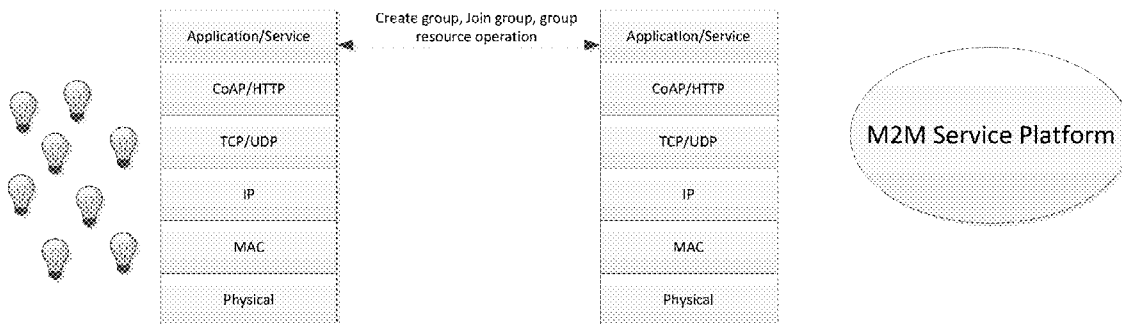 Create group, Join group, group
resource operation
Application/Service
CoAP/HTTP
TCP/UDP
IP
MAC
Physical
Application/Service
CoAP/HTTP
TCP/UDP
IP
MAC
Physical
M2M Service Platform